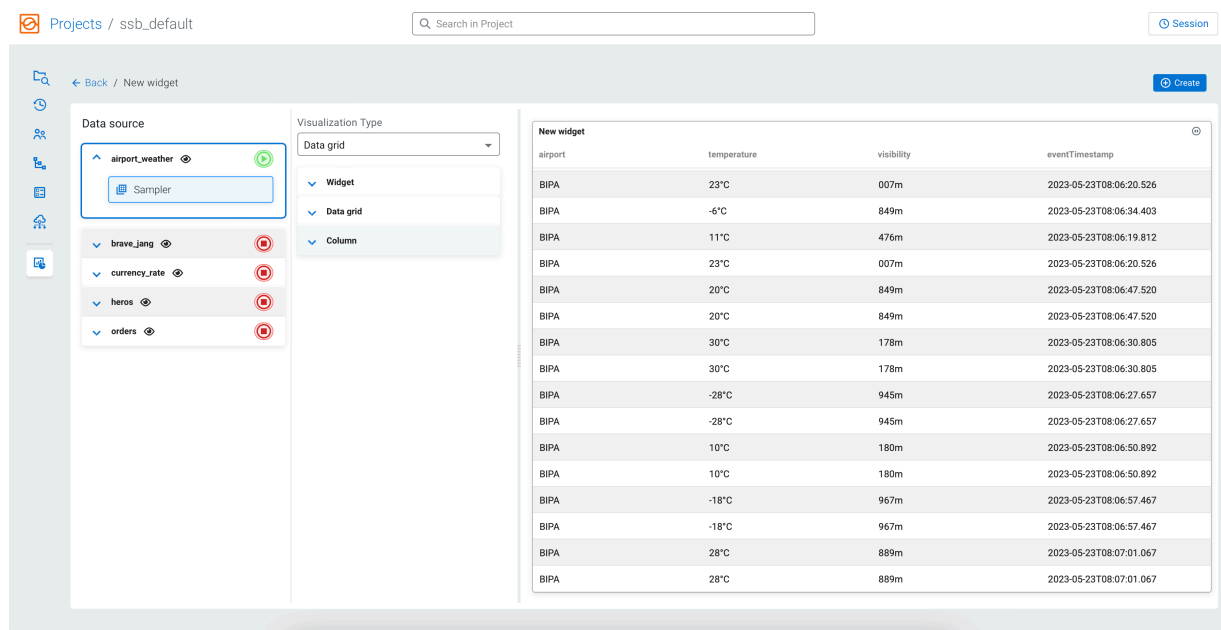 Projects / ssb_default
Search in Project
Session
← Back / New widget
Create
Data source
airport_weather
Sampler
brave_jang
currency_rate
heros
orders
Visualization Type
Data grid
Widget
Data grid
Column
New widget
airport temperature visibility eventTimestamp
BIPA 23°C 007m 2023-05-23T08:06:20.526
BIPA -6°C 849m 2023-05-23T08:06:34.403
BIPA 11°C 476m 2023-05-23T08:06:19.812
BIPA 23°C 007m 2023-05-23T08:06:20.526
BIPA 20°C 849m 2023-05-23T08:06:47.520
BIPA 20°C 849m 2023-05-23T08:06:47.520
BIPA 30°C 178m 2023-05-23T08:06:30.805
BIPA 30°C 178m 2023-05-23T08:06:30.805
BIPA -28°C 945m 2023-05-23T08:06:27.657
BIPA -28°C 945m 2023-05-23T08:06:27.657
BIPA 10°C 180m 2023-05-23T08:06:50.892
BIPA 10°C 180m 2023-05-23T08:06:50.892
BIPA -18°C 967m 2023-05-23T08:06:57.467
BIPA -18°C 967m 2023-05-23T08:06:57.467
BIPA 28°C 889m 2023-05-23T08:07:01.067
BIPA 28°C 889m 2023-05-23T08:07:01.067